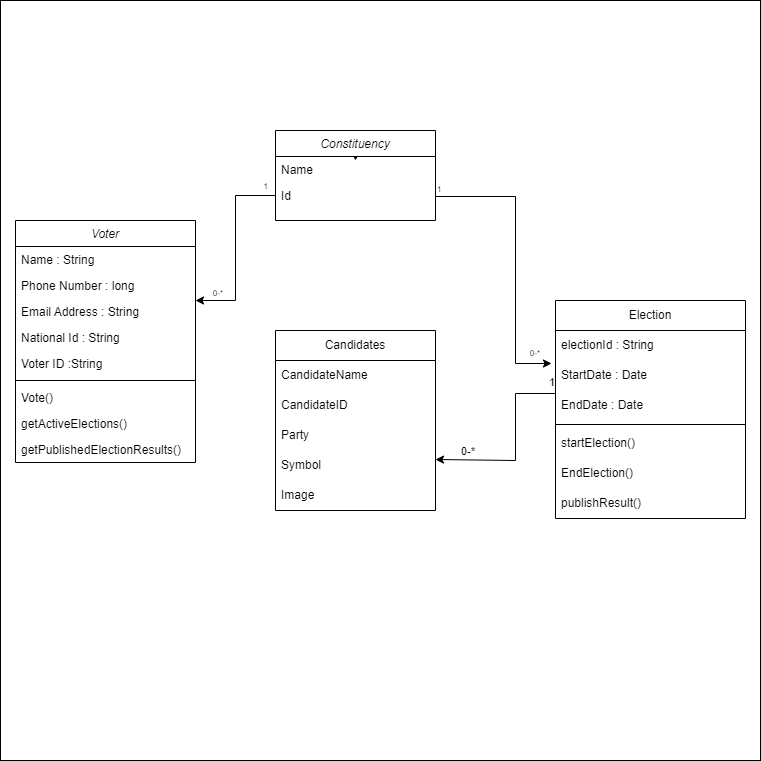 Constituency
Name
Id
1
1
Voter
Name : String
Phone Number : long
Email Address : String
National Id : String
Voter ID :String
Vote()
getActiveElections()
getPublishedElectionResults()
0-*
Candidates
CandidateName
CandidateID
Party
Symbol
Image
0-*
0-*
1
Election
electionId : String
StartDate : Date
EndDate : Date
startElection()
EndElection()
publishResult()